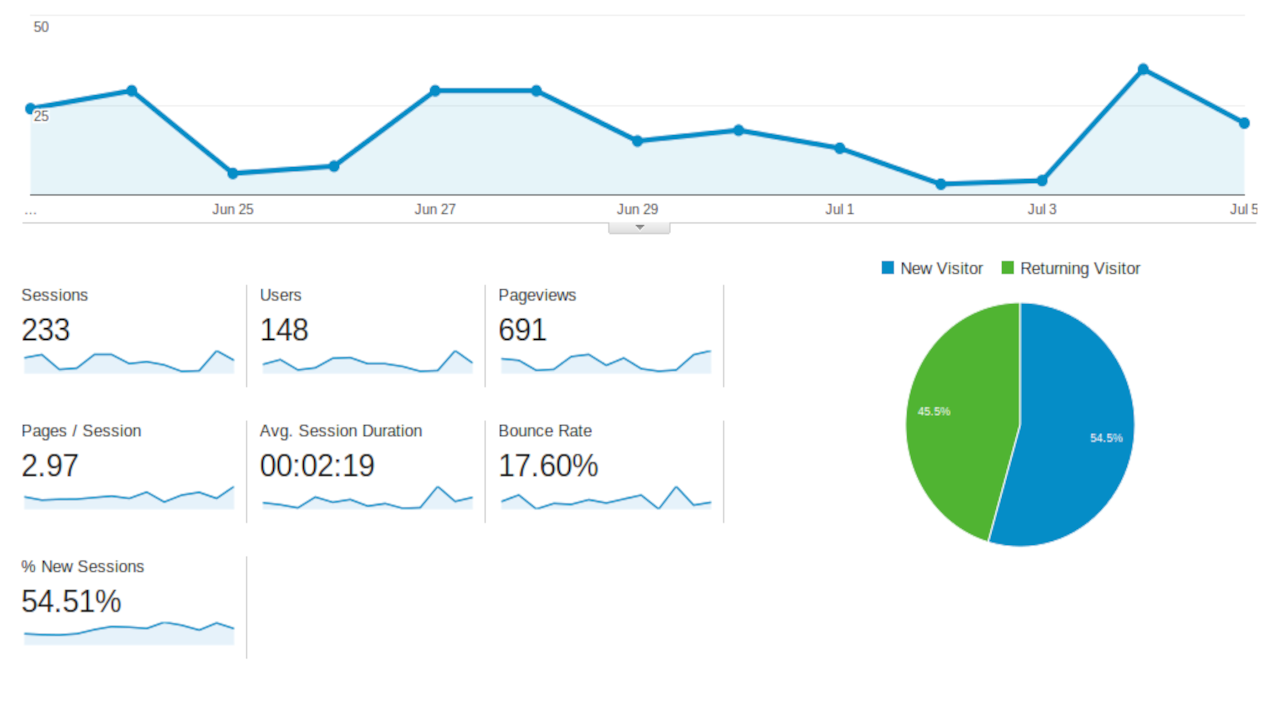 50
25
... Jun 25 Jun 27 Jun 29 Jul 1 Jul 3 Jul 5
New Visitor Returning Visitor
Sessions Users Pageviews
233 148 691
Pages / Session Avg. Session Duration Bounce Rate
2.97 00:02:19 17.60%
% New Sessions
54.51%
45.5%
54.5%